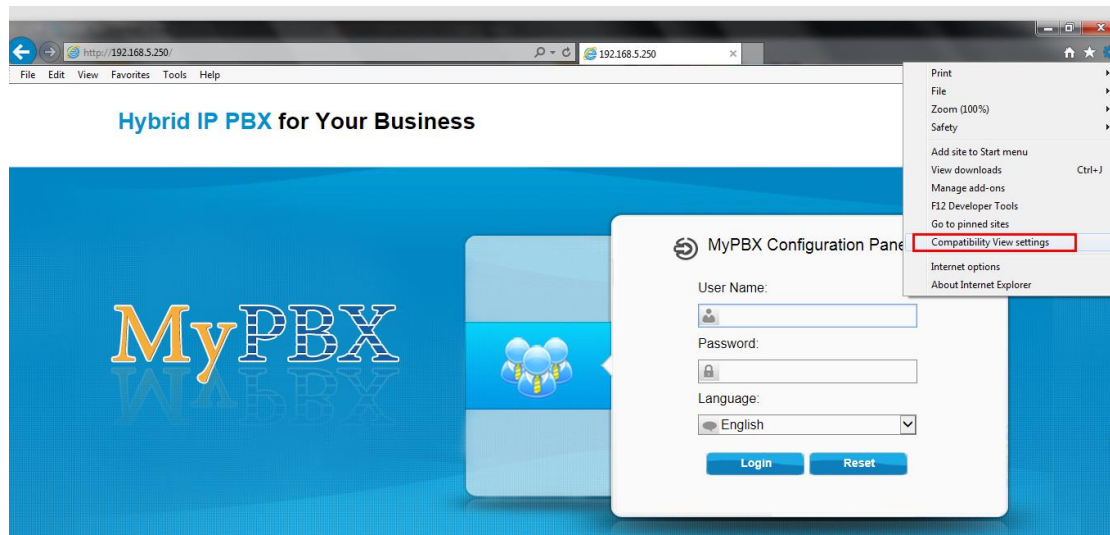 http://192.168.5.250/
192.168.5.250
File Edit View Favorites Tools Help
Hybrid IP PBX for Your Business
Print
File
Zoom (100%)
Safety
Add site to Start menu
View downloads Ctrl+J
Manage add-ons
F12 Developer Tools
Go to pinned sites
Compatibility View settings
Internet options
About Internet Explorer
MyPBX
MyPBX Configuration Pane
User Name:
Password:
Language:
English
Login Reset